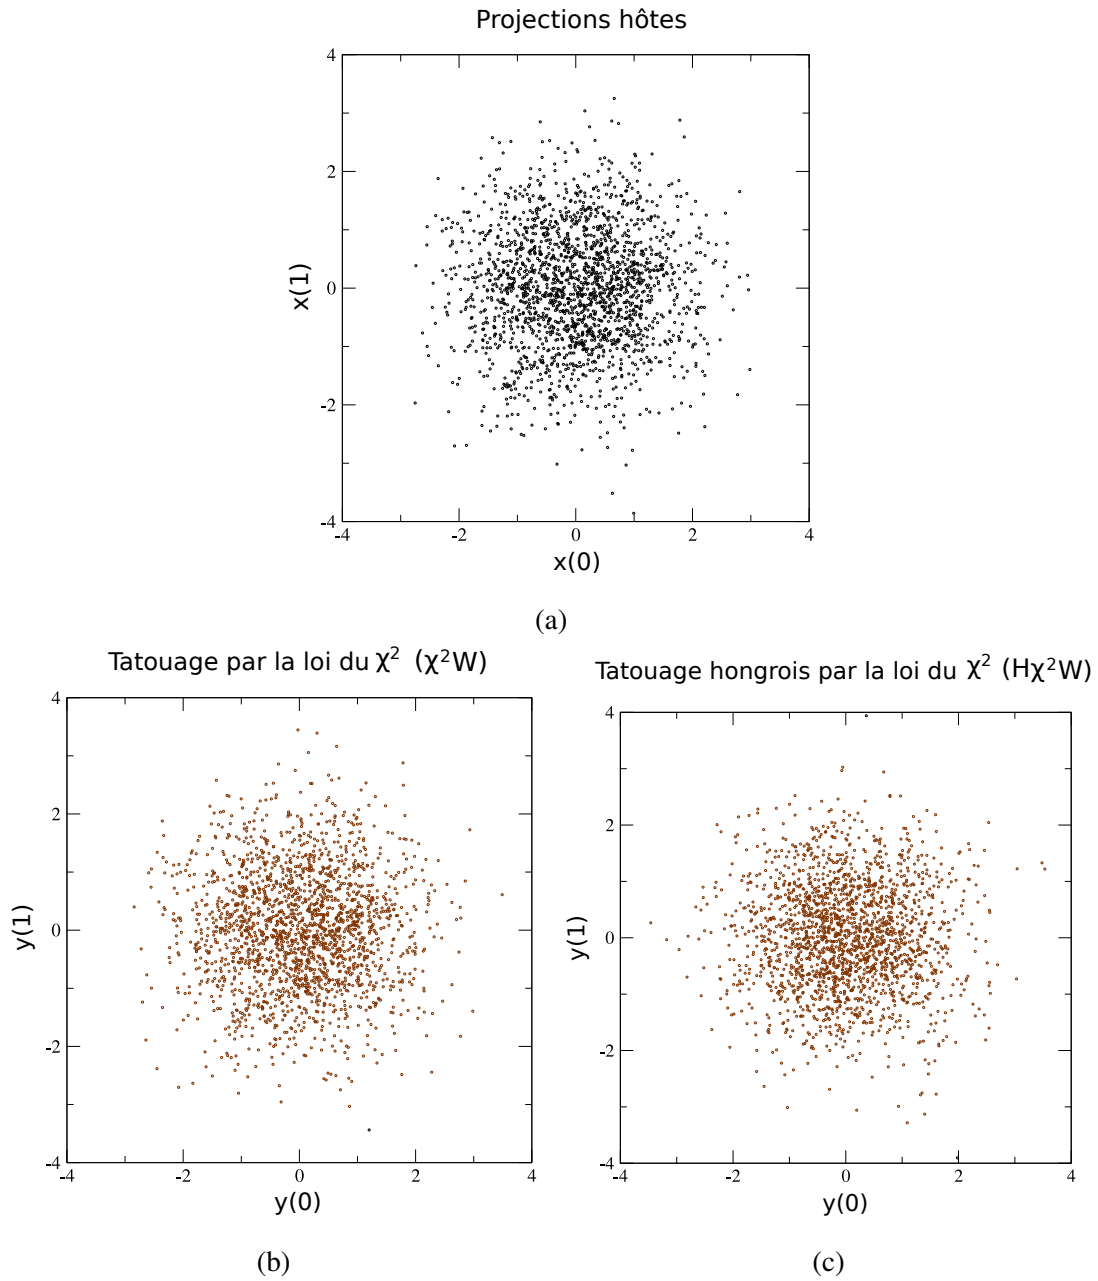 Projections hôtes
4
2
0
-2
-4
x(1)
-4 -2 0 2 4
x(0)
(a)
Tatouage par la loi du χ² (χ²W)
4
2
0
-2
-4
y(1)
-4 -2 0 2 4
y(0)
(b)
Tatouage hongrois par la loi du χ² (Hχ²W)
4
2
0
-2
-4
y(1)
-4 -2 0 2 4
y(0)
(c)